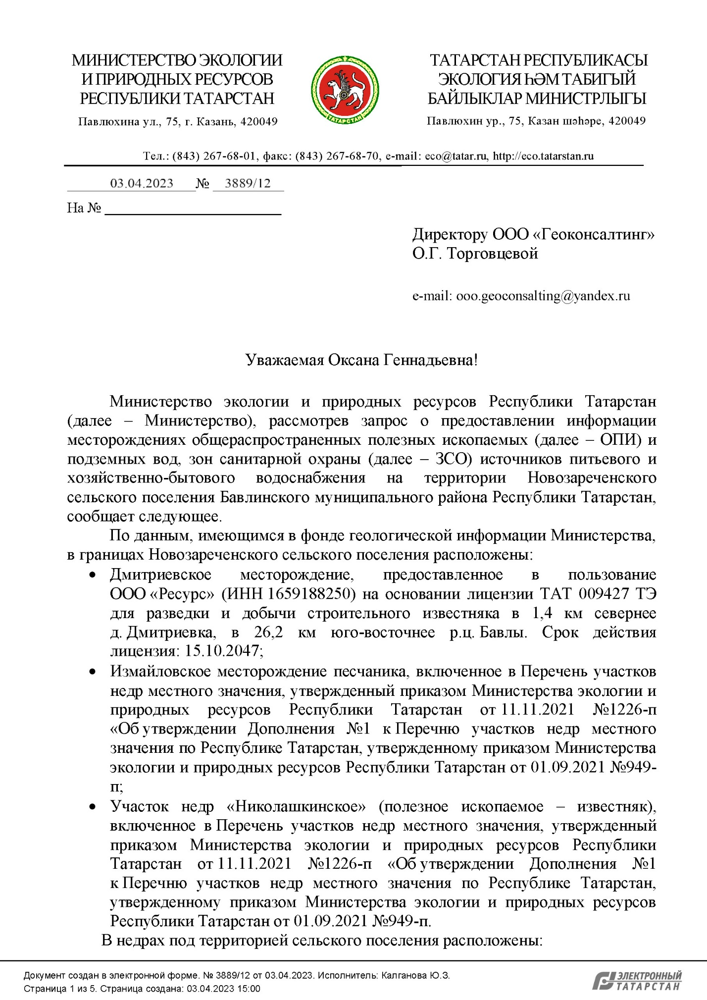 МИНИСТЕРСТВО ЭКОЛОГИИ
И ПРИРОДНЫХ РЕСУРСОВ
РЕСПУБЛИКИ ТАТАРСТАН
Павлюхина ул., 75, г. Казань, 420049
ТАТАРСТАН
ТАТАРСТАН РЕСПУБЛИКАСЫ
ЭКОЛОГИЯ ҺӘМ ТАБИГЫЙ
БАЙЛЫКЛАР МИНИСТРЛЫГЫ
Павлюхин ур., 75, Казан шәһәре, 420049
Тел.: (843) 267-68-01, факс: (843) 267-68-70, e-mail: eco@tatar.ru, http://eco.tatarstan.ru
03.04.2023 № 3889/12
На №
Директору ООО «Геоконсалтинг»
О.Г. Торговцевой
e-mail: ooo.geoconsalting@yandex.ru
Уважаемая Оксана Геннадьевна!
Министерство экологии и природных ресурсов Республики Татарстан
(далее – Министерство), рассмотрев запрос о предоставлении информации
месторождениях общераспространенных полезных ископаемых (далее – ОПИ) и
подземных вод, зон санитарной охраны (далее – ЗСО) источников питьевого и
хозяйственно-бытового водоснабжения на территории Новозареченского
сельского поселения Бавлинского муниципального района Республики Татарстан,
сообщает следующее.
По данным, имеющимся в фонде геологической информации Министерства,
в границах Новозареченского сельского поселения расположены:
• Дмитриевское месторождение, предоставленное в пользование
ООО «Ресурс» (ИНН 1659188250) на основании лицензии ТАТ 009427 ТЭ
для разведки и добычи строительного известняка в 1,4 км севернее
д. Дмитриевка, в 26,2 км юго-восточнее р.ц. Бавлы. Срок действия
лицензия: 15.10.2047;
• Измайловское месторождение песчаника, включенное в Перечень участков
недр местного значения, утвержденный приказом Министерства экологии и
природных ресурсов Республики Татарстан от 11.11.2021 №1226-п
«Об утверждении Дополнения №1 к Перечню участков недр местного
значения по Республике Татарстан, утвержденному приказом Министерства
экологии и природных ресурсов Республики Татарстан от 01.09.2021 №949-
п;
• Участок недр «Николашкинское» (полезное ископаемое – известняк),
включенное в Перечень участков недр местного значения, утвержденный
приказом Министерства экологии и природных ресурсов Республики
Татарстан от 11.11.2021 №1226-п «Об утверждении Дополнения №1
к Перечню участков недр местного значения по Республике Татарстан,
утвержденному приказом Министерства экологии и природных ресурсов
Республики Татарстан от 01.09.2021 №949-п.
В недрах под территорией сельского поселения расположены:
Документ создан в электронной форме. № 3889/12 от 03.04.2023. Исполнитель: Калганова Ю.З.
Страница 1 из 5. Страница создана: 03.04.2023 15:00
ЭЛЕКТРОННЫЙ
ТАТАРСТАН